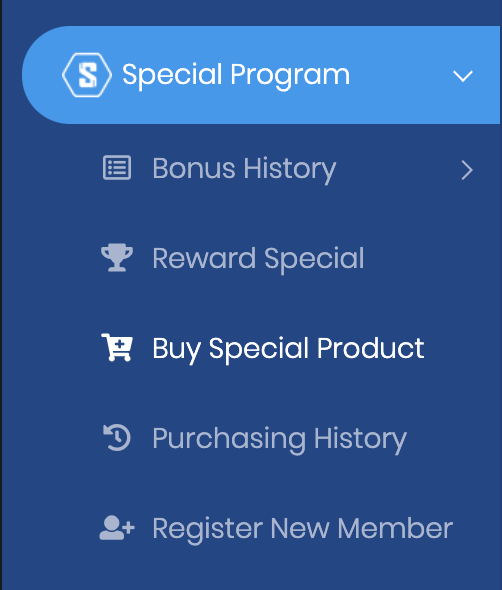 S Special Program
Bonus History
Reward Special
Buy Special Product
Purchasing History
Register New Member